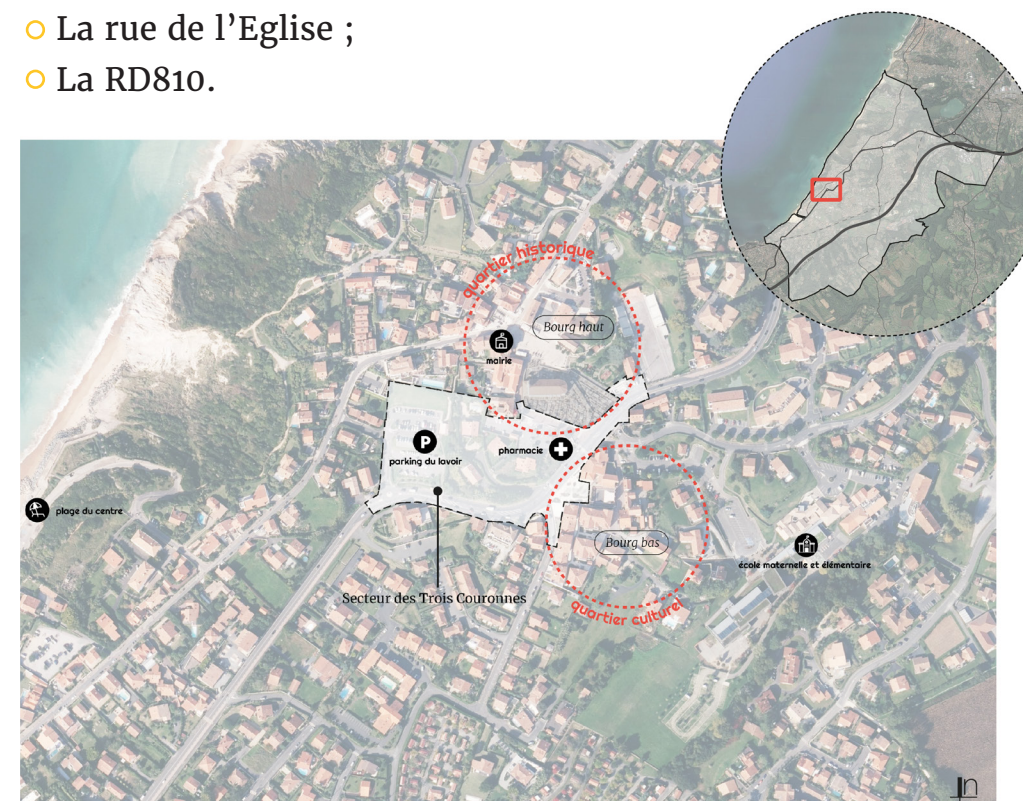 La rue de l’Eglise ;
La RD810.
quartier historique
Bourg haut
mairie
pharmacie
P
parking du lavoir
plage du centre
Bourg bas
école maternelle et élémentaire
Secteur des Trois Couronnes
quartier culturel